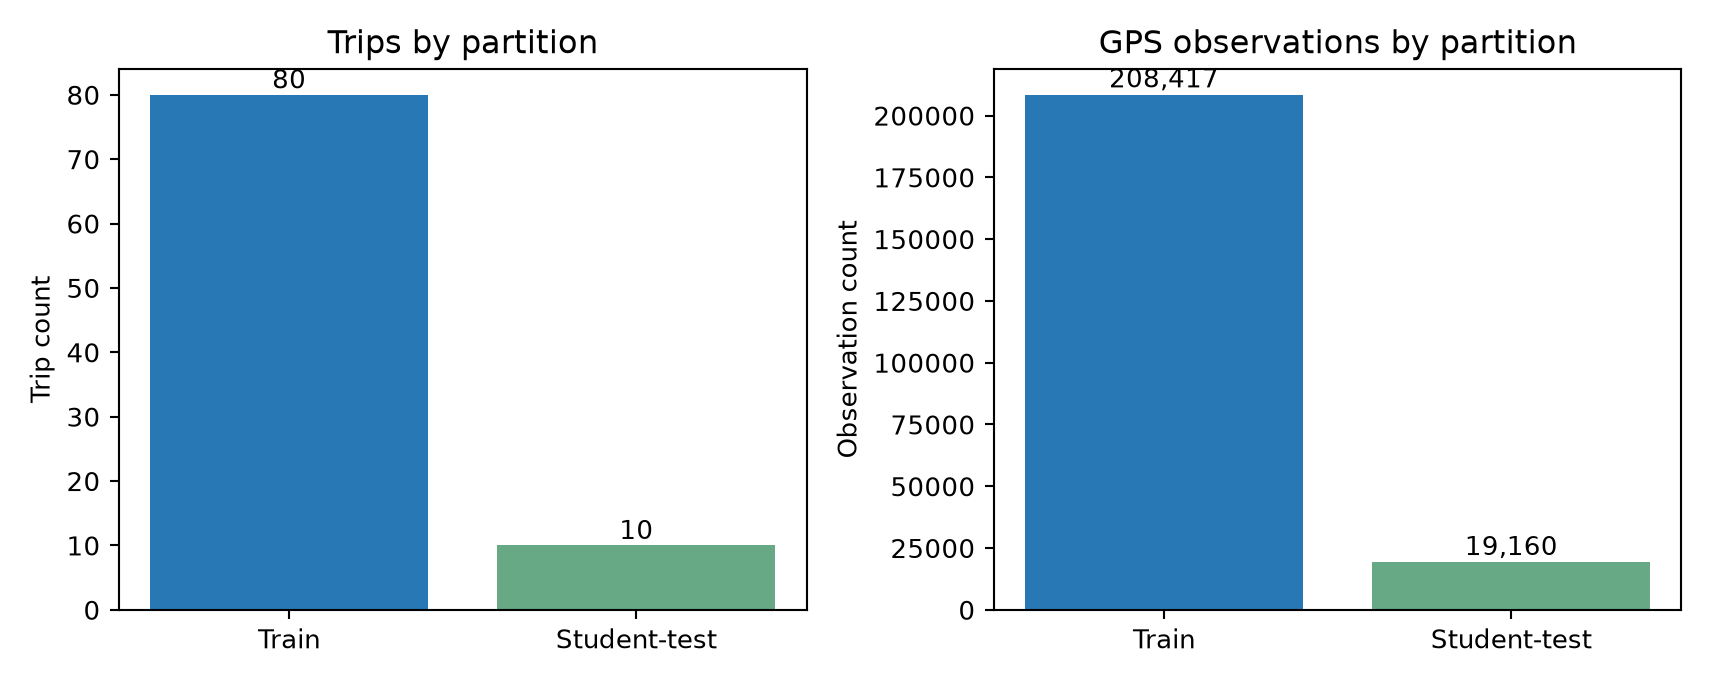 Trips by partition
Trip count
80
70
60
50
40
30
20
10
0
80
10
Train
Student-test
GPS observations by partition
Observation count
200000
175000
150000
125000
100000
75000
50000
25000
0
208,417
19,160
Train
Student-test